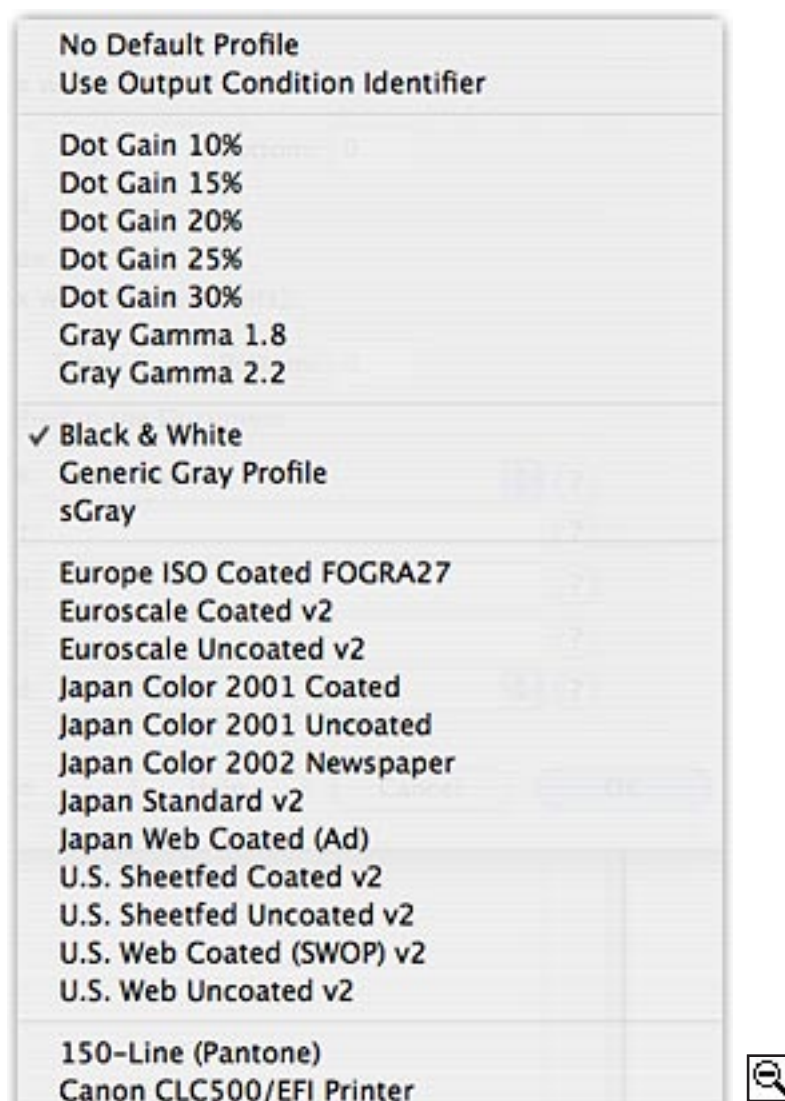 No Default Profile
Use Output Condition Identifier
Dot Gain 10%
Dot Gain 15%
Dot Gain 20%
Dot Gain 25%
Dot Gain 30%
Gray Gamma 1.8
Gray Gamma 2.2
✓ Black & White
Generic Gray Profile
sGray
Europe ISO Coated FOGRA27
Euroscale Coated v2
Euroscale Uncoated v2
Japan Color 2001 Coated
Japan Color 2001 Uncoated
Japan Color 2002 Newspaper
Japan Standard v2
Japan Web Coated (Ad)
U.S. Sheetfed Coated v2
U.S. Sheetfed Uncoated v2
U.S. Web Coated (SWOP) v2
U.S. Web Uncoated v2
150-Line (Pantone)
Canon CLC500/EFI Printer